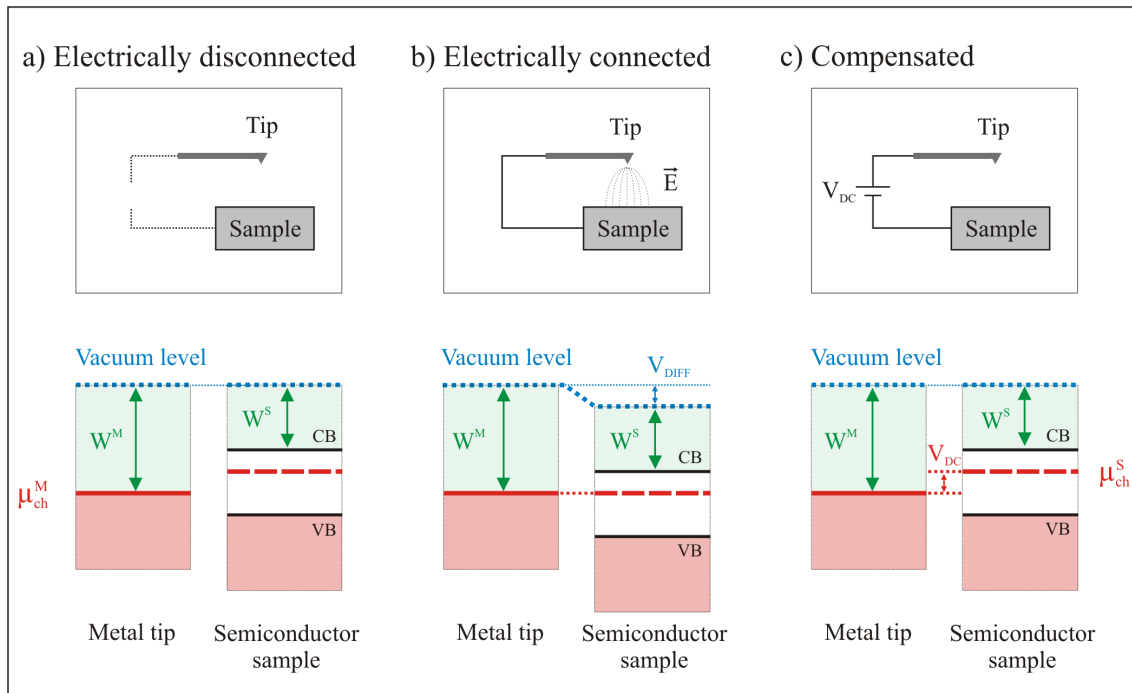 a) Electrically disconnected
Tip
Sample
Vacuum level
W^M
W^S
CB
μ_ch^M
VB
Metal tip
Semiconductor
sample
b) Electrically connected
Tip
E⃗
Sample
Vacuum level
V_DIFF
W^M
W^S
CB
VB
Metal tip
Semiconductor
sample
c) Compensated
Tip
V_DC
Sample
Vacuum level
W^M
W^S
CB
V_DC
μ_ch^S
VB
Metal tip
Semiconductor
sample